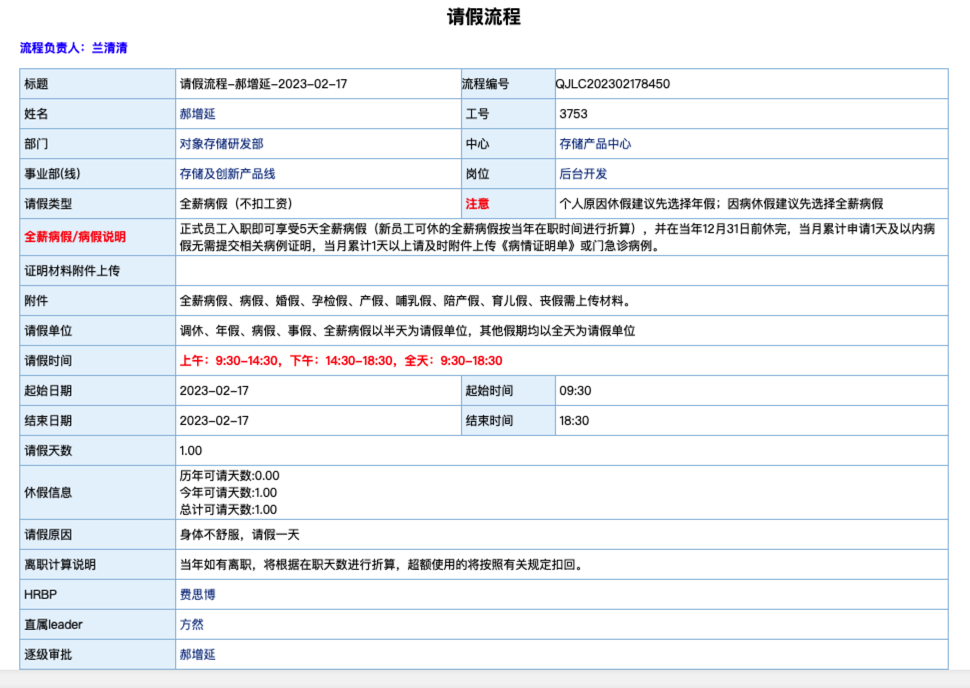 请假流程
流程负责人：兰清清
标题 请假流程-郝增延-2023-02-17 流程编号 QJLC202302178450
姓名 郝增延 工号 3753
部门 对象存储研发部 中心 存储产品中心
事业部(线) 存储及创新产品线 岗位 后台开发
请假类型 全薪病假（不扣工资） 注意 个人原因休假建议先选择年假；因病休假建议先选择全薪病假
全薪病假/病假说明 正式员工入职即可享受5天全薪病假（新员工可休的全薪病假按当年在职时间进行折算），并在当年12月31日前休完，当月累计申请1天及以内病
假无需提交相关病例证明，当月累计1天以上请及时附件上传《病情证明单》或门急诊病例。
证明材料附件上传
附件 全薪病假、病假、婚假、孕检假、产假、哺乳假、陪产假、育儿假、丧假需上传材料。
请假单位 调休、年假、病假、事假、全薪病假以半天为请假单位，其他假期均以全天为请假单位
请假时间 上午：9:30-14:30，下午：14:30-18:30，全天：9:30-18:30
起始日期 2023-02-17 起始时间 09:30
结束日期 2023-02-17 结束时间 18:30
请假天数 1.00
休假信息 历年可请天数:0.00
今年可请天数:1.00
总计可请天数:1.00
请假原因 身体不舒服，请假一天
离职计算说明 当年如有离职，将根据在职天数进行折算，超额使用的将按照有关规定扣回。
HRBP 费思博
直属leader 方然
逐级审批 郝增延